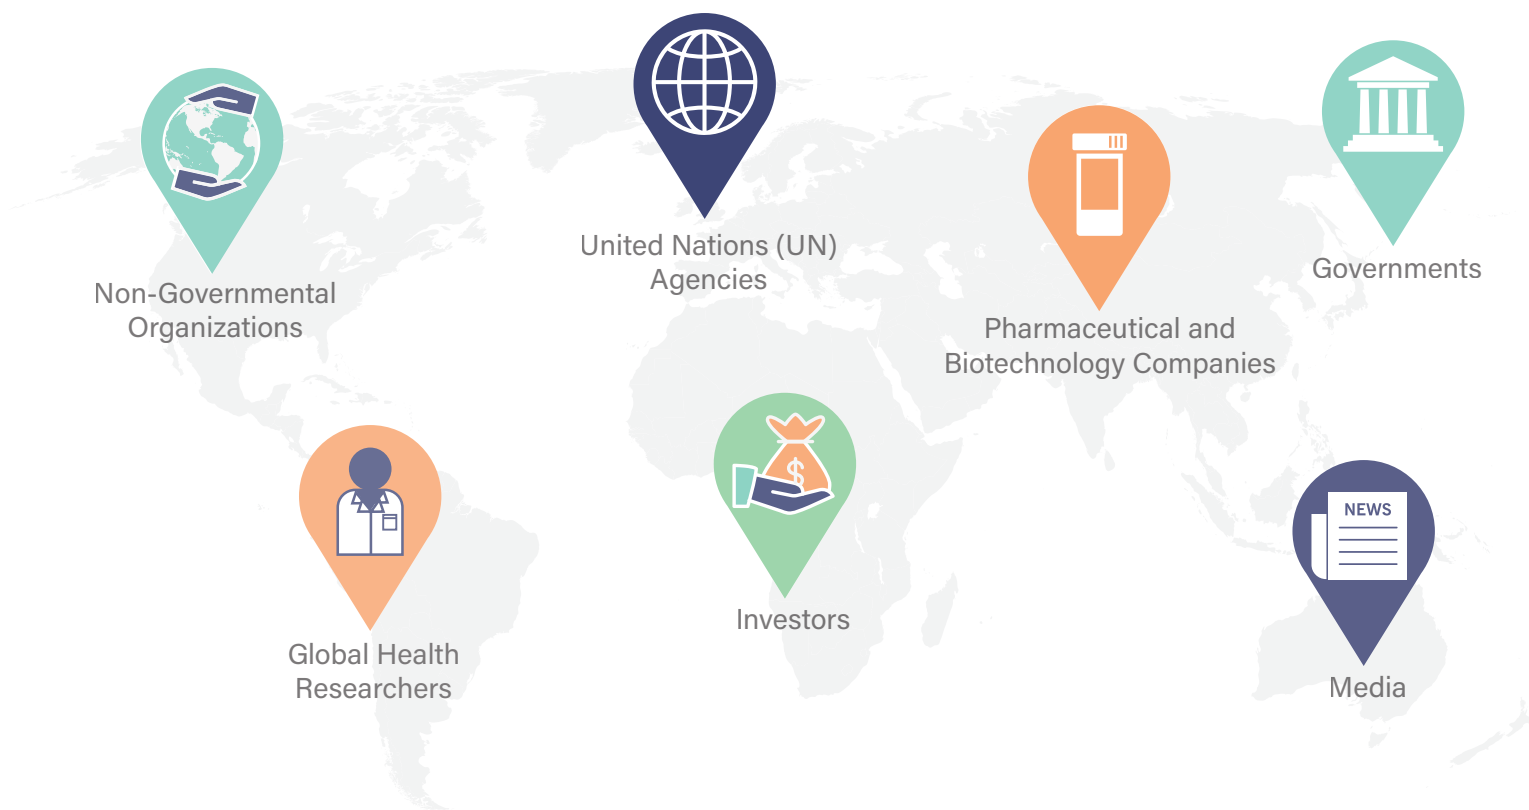 United Nations (UN)
Agencies
Governments
Non-Governmental
Organizations
Pharmaceutical and
Biotechnology Companies
$
NEWS
Investors
Global Health
Researchers
Media